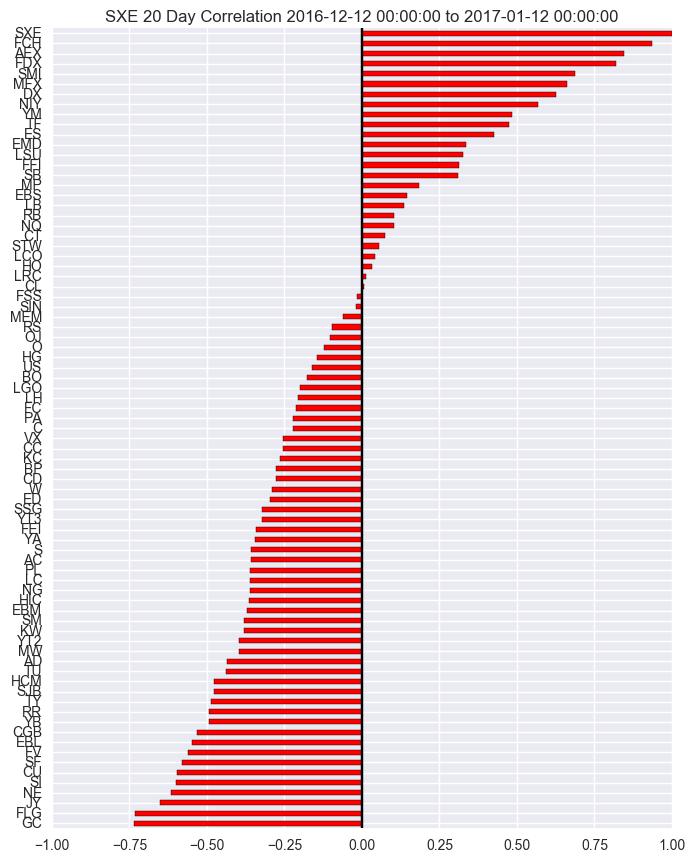 SXE 20 Day Correlation 2016-12-12 00:00:00 to 2017-01-12 00:00:00
SXE
FCH
AEX
FDX
SMI
MFX
DX
NIY
YM
TF
ES
EMD
LSU
SB
MP
EBS
LB
RB
NQ
CT
STW
LCO
HO
LRC
CL
FSS
SIN
MEM
RS
OJ
O
HG
US
BO
LGO
LH
FC
PA
C
VX
CC
KC
BP
CD
W
ED
SSG
YT3
FEI
YA
S
AC
PL
LC
NG
HIC
EBM
SM
KW
YT2
MW
AD
TU
HCM
SJB
TY
RR
YB
CGB
EBL
FV
SF
CU
SI
NE
JY
FLG
GC
−1.00 −0.75 −0.50 −0.25 0.00 0.25 0.50 0.75 1.00